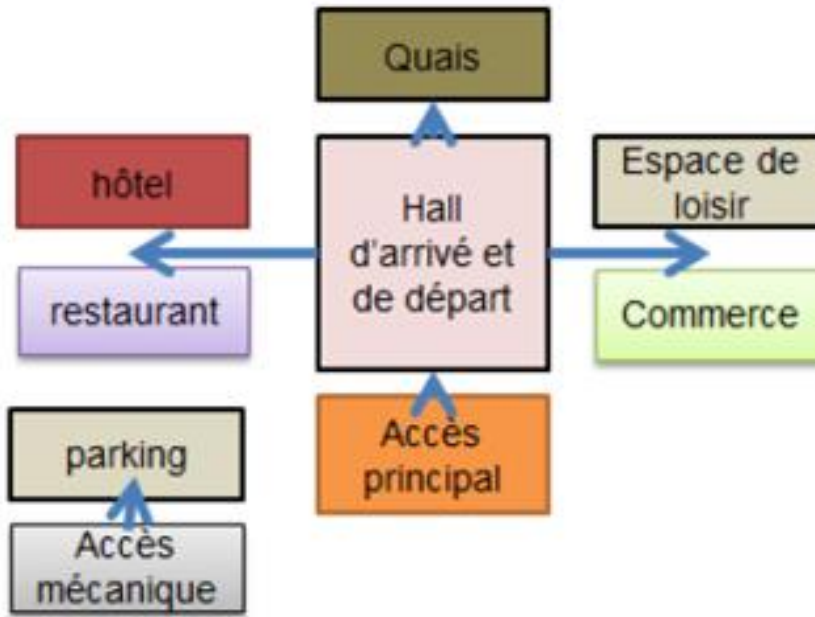 Quais
hôtel
Espace de
loisir
Hall
d'arrivé et
de départ
restaurant
Commerce
Accès
principal
parking
Accès
mécanique